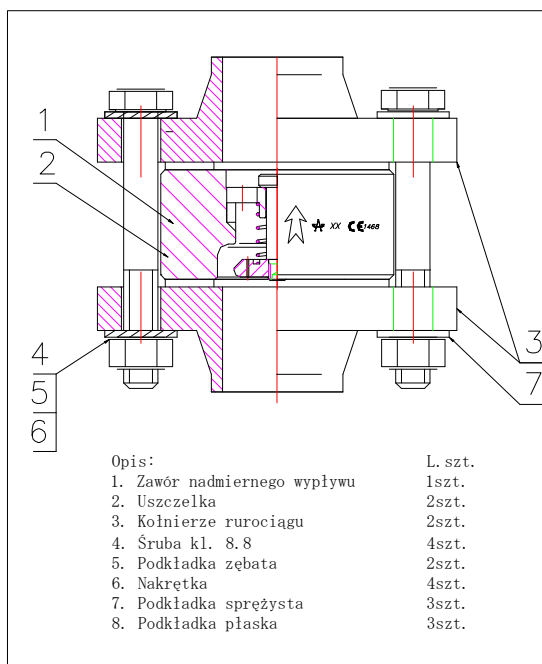 1
2
XX CE 1468
3
4
7
5
6
Opis: L.szt.
1. Zawór nadmiernego wypływu 1szt.
2. Uszczelka 2szt.
3. Kołnierze rurociągu 2szt.
4. Śruba kl. 8.8 4szt.
5. Podkładka zębata 2szt.
6. Nakrętka 4szt.
7. Podkładka sprężysta 3szt.
8. Podkładka płaska 3szt.